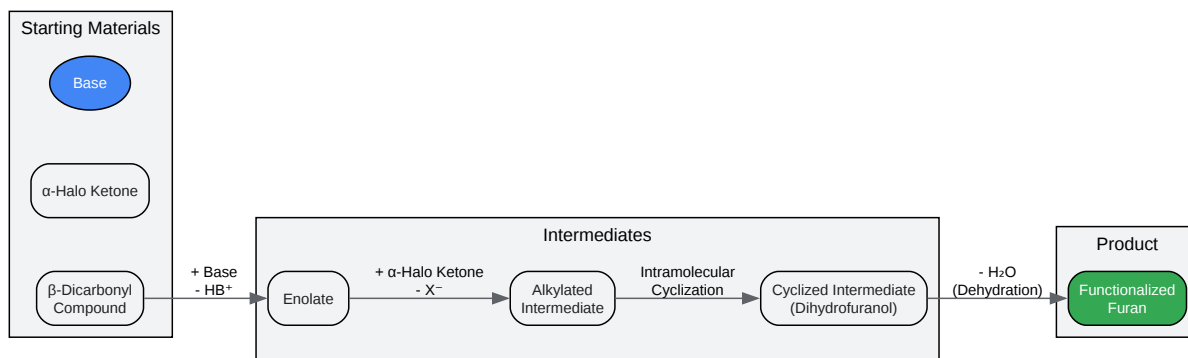 Starting Materials
Base
α-Halo Ketone
β-Dicarbonyl
Compound
+ Base
- HB⁺
Intermediates
Enolate
+ α-Halo Ketone
- X⁻
Alkylated
Intermediate
Intramolecular
Cyclization
Cyclized Intermediate
(Dihydrofuranol)
- H₂O
(Dehydration)
Product
Functionalized
Furan